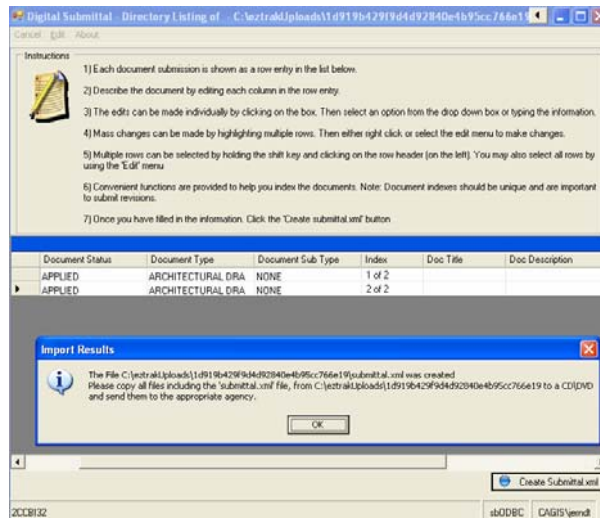 Digital Submittal - Directory Listing of - C:\eztrakUploads\1d919b429f9d4d92840e4b95cc766e19
Cancel Edit About
Instructions
1) Each document submission is shown as a row entry in the list below.
2) Describe the document by editing each column in the row entry.
3) The edits can be made individually by clicking on the box. Then select an option from the drop down box or typing the information.
4) Mass changes can be made by highlighting multiple rows. Then either right click or select the edit menu to make changes.
5) Multiple rows can be selected by holding the shift key and clicking on the row header (on the left). You may also select all rows by
using the 'Edit' menu
6) Convenient functions are provided to help you index the documents. Note: Document indexes should be unique and are important
to submit revisions.
7) Once you have filled in the information. Click the 'Create submittal.xml' button
Document Status Document Type Document Sub Type Index Doc Title Doc Description
APPLIED ARCHITECTURAL DRA NONE 1 of 2
APPLIED ARCHITECTURAL DRA NONE 2 of 2
Import Results
The File C:\eztrakUploads\1d919b429f9d4d92840e4b95cc766e19\submittal.xml was created
Please copy all files including the 'submittal.xml' file, from C:\eztrakUploads\1d919b429f9d4d92840e4b95cc766e19 to a CD\DVD
and send them to the appropriate agency.
OK
Create Submittal.xml
2CCB132 sbODBC CAGIS\jerndt